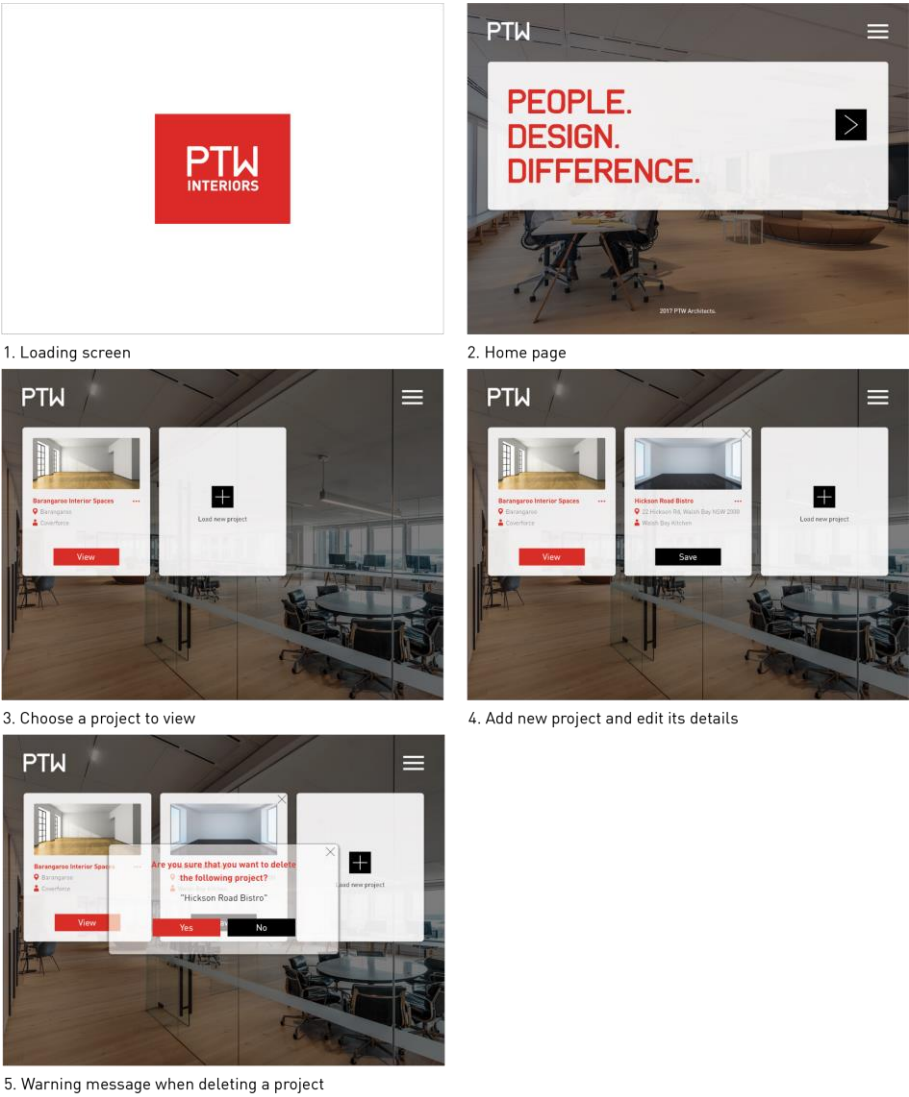 PTW
INTERIORS
1. Loading screen
PTW
PEOPLE.
DESIGN.
DIFFERENCE.
2017 PTW Architects.
2. Home page
PTW
Barangaroo Interior Spaces
Barangaroo
Coverforce
View
Load new project
3. Choose a project to view
PTW
Barangaroo Interior Spaces
Barangaroo
Coverforce
View
Hickson Road Bistro
22 Hickson Rd, Walsh Bay NSW 2000
Walsh Bay Kitchen
Save
Load new project
4. Add new project and edit its details
PTW
Barangaroo Interior Spaces
Barangaroo
Coverforce
View
Are you sure that you want to delete
the following project?
"Hickson Road Bistro"
Yes
No
Load new project
5. Warning message when deleting a project